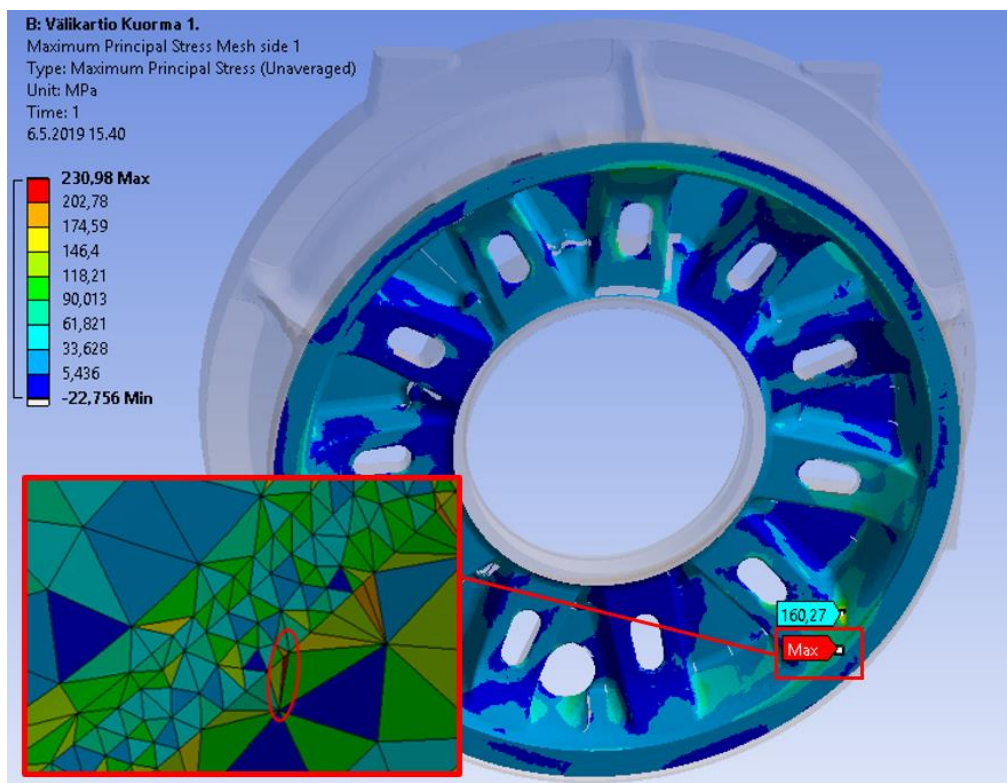 B: Välikartio Kuorma 1.
Maximum Principal Stress Mesh side 1
Type: Maximum Principal Stress (Unaveraged)
Unit: MPa
Time: 1
6.5.2019 15.40
230,98 Max
202,78
174,59
146,4
118,21
90,013
61,821
33,628
5,436
-22,756 Min
160,27
Max